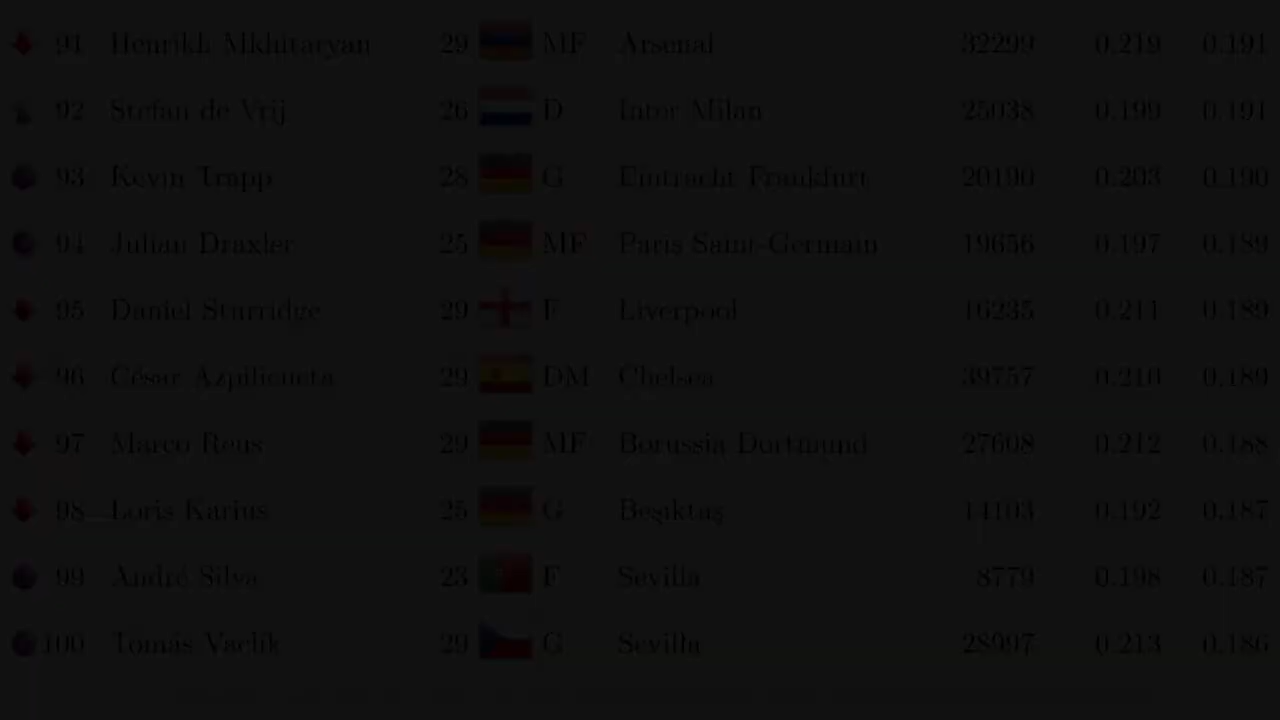 91 Henrikh Mkhitaryan 29 MF Arsenal 32299 0.219 0.191
92 Stefan de Vrij 26 D Inter Milan 25038 0.199 0.191
93 Kevin Trapp 28 G Eintracht Frankfurt 20190 0.203 0.190
94 Julian Draxler 25 MF Paris Saint-Germain 19656 0.197 0.189
95 Daniel Sturridge 29 F Liverpool 16235 0.211 0.189
96 César Azpilicueta 29 DM Chelsea 39757 0.210 0.189
97 Marco Reus 29 MF Borussia Dortmund 27608 0.212 0.188
98 Loris Karius 25 G Beşiktaş 14103 0.192 0.187
99 André Silva 23 F Sevilla 8779 0.198 0.187
100 Tomáš Vaclík 29 G Sevilla 28997 0.213 0.186